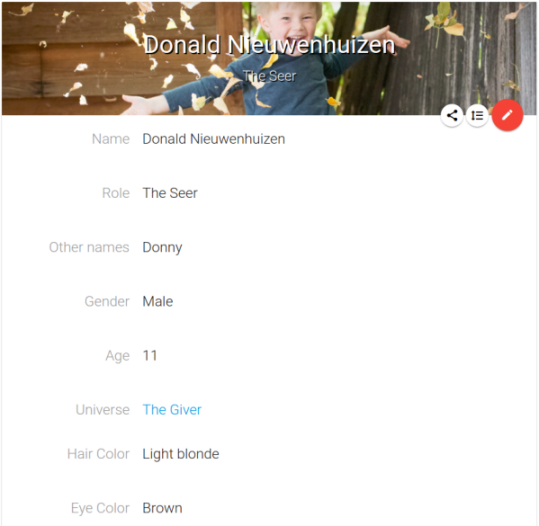 Donald Nieuwenhuizen
The Seer
Name Donald Nieuwenhuizen
Role The Seer
Other names Donny
Gender Male
Age 11
Universe The Giver
Hair Color Light blonde
Eye Color Brown